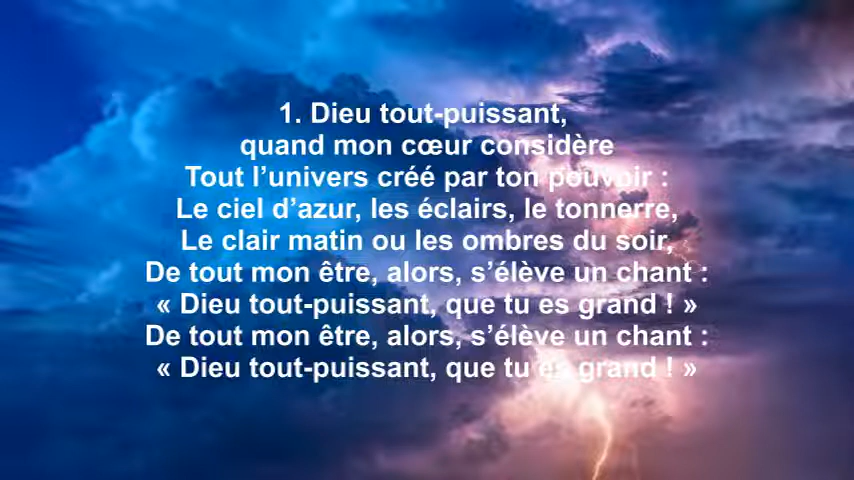 1. Dieu tout-puissant,
quand mon cœur considère
Tout l’univers créé par ton pouvoir :
Le ciel d’azur, les éclairs, le tonnerre,
Le clair matin ou les ombres du soir,
De tout mon être, alors, s’élève un chant :
« Dieu tout-puissant, que tu es grand ! »
De tout mon être, alors, s’élève un chant :
« Dieu tout-puissant, que tu es grand ! »